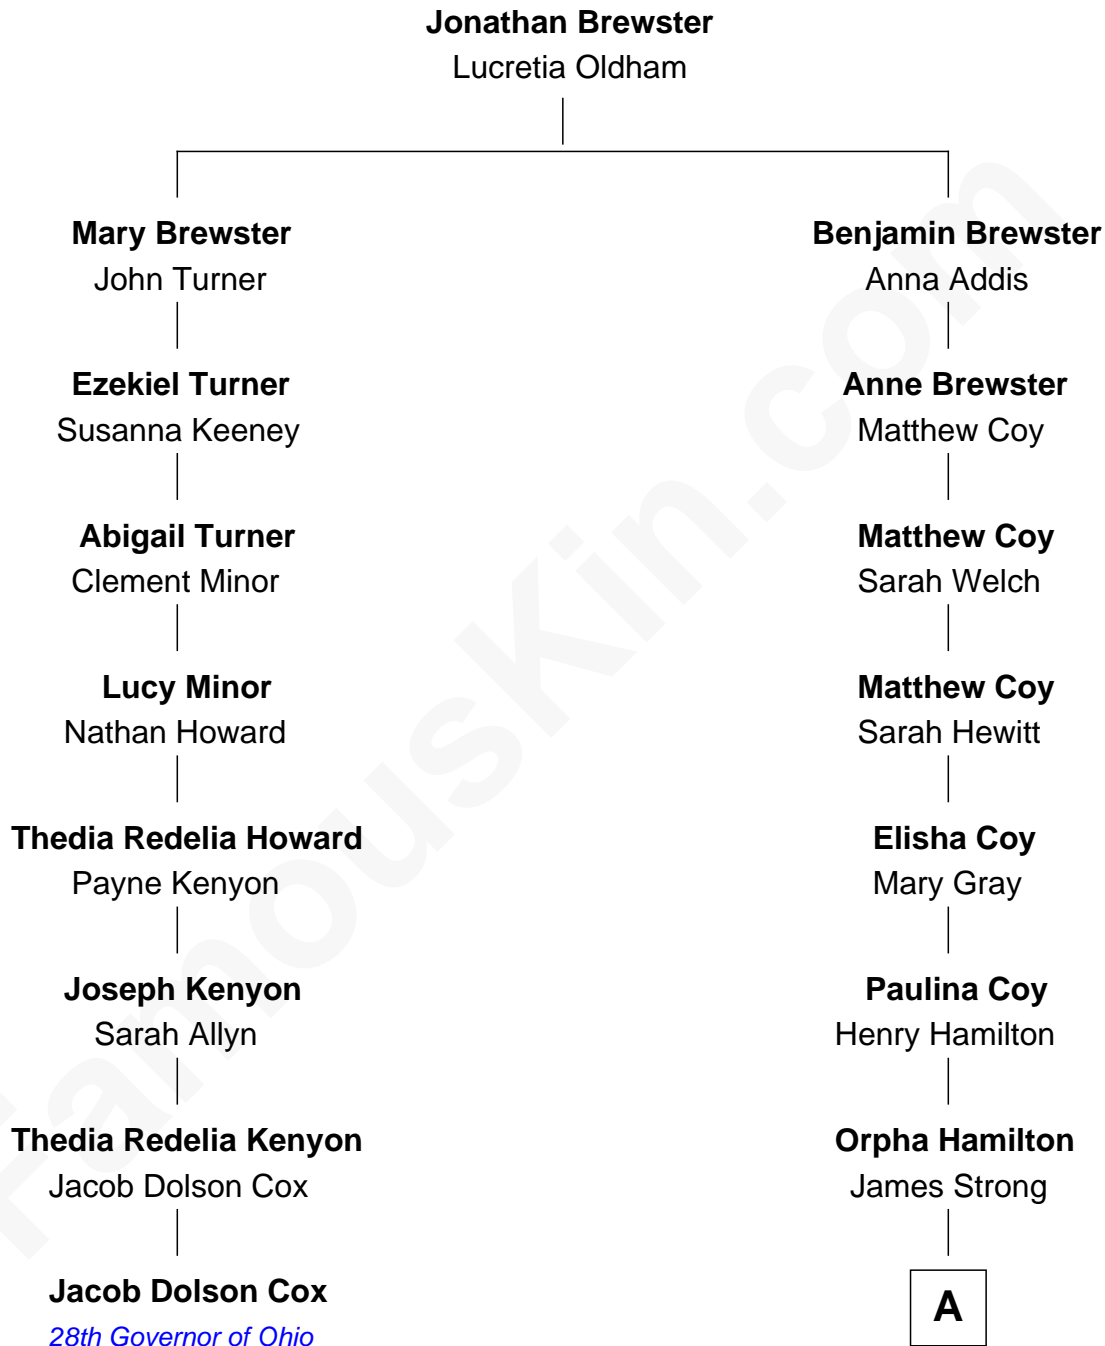 Jonathan Brewster
Lucretia Oldham
Mary Brewster
John Turner
Benjamin Brewster
Anna Addis
Ezekiel Turner
Susanna Keeney
Anne Brewster
Matthew Coy
Abigail Turner
Clement Minor
Matthew Coy
Sarah Welch
Lucy Minor
Nathan Howard
Matthew Coy
Sarah Hewitt
Thedia Redelia Howard
Payne Kenyon
Elisha Coy
Mary Gray
Joseph Kenyon
Sarah Allyn
Paulina Coy
Henry Hamilton
Thedia Redelia Kenyon
Jacob Dolson Cox
Orpha Hamilton
James Strong
Jacob Dolson Cox
28th Governor of Ohio
A
FamousKin.com